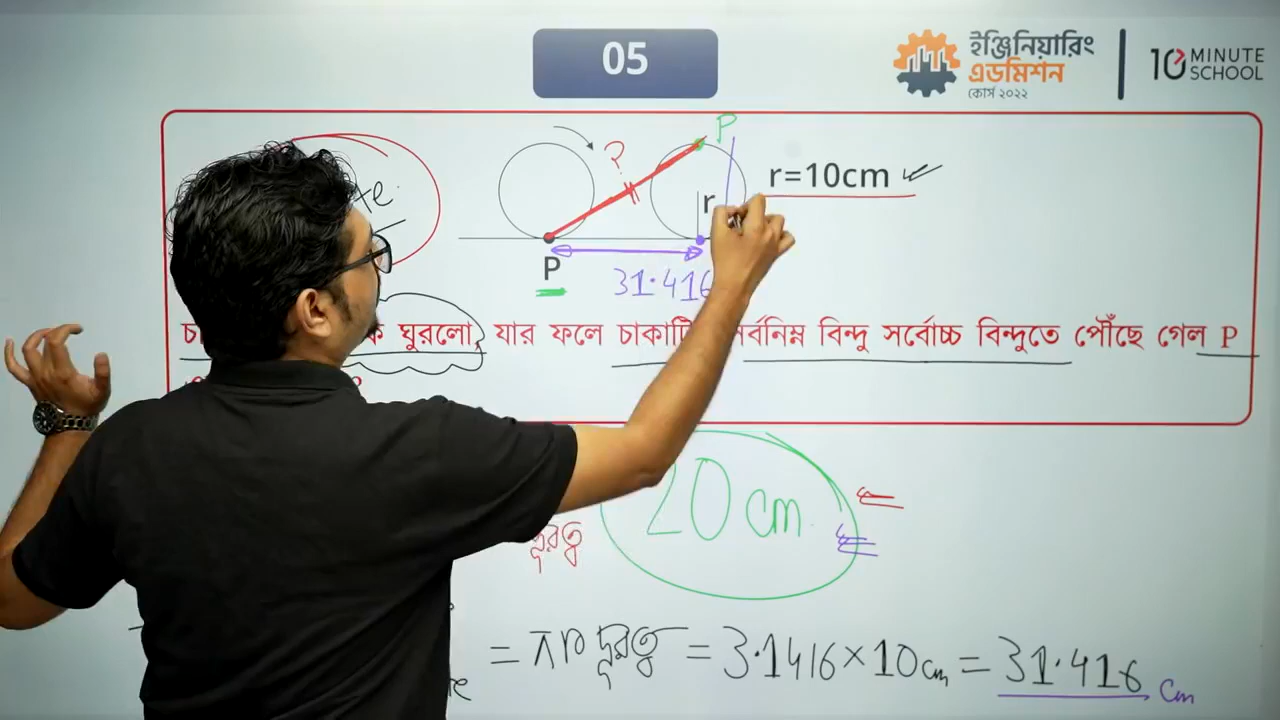 05
ইঞ্জিনিয়ারিং
এডমিশন
কোর্স ২০২২
10 MINUTE SCHOOL
P
?
r=10cm
r
P
31.416
ঘুরলো, যার ফলে চাকাটি সর্বনিম্ন বিন্দু সর্বোচ্চ বিন্দুতে পৌঁছে গেল P
20 cm
দূরত্ব
= πr দূরত্ব = 3.1416×10cm = 31.416 cm